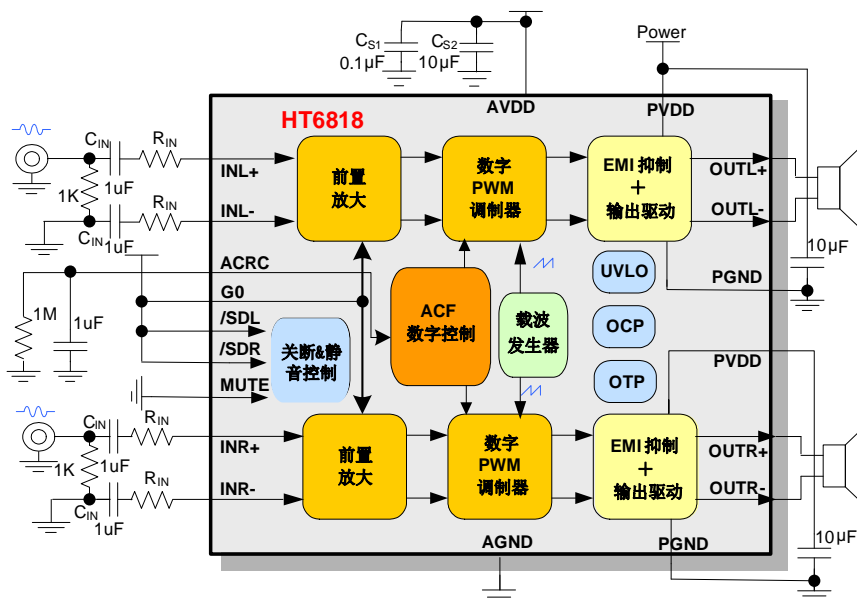 Power
CS1
0.1μF
CS2
10μF
AVDD
PVDD
HT6818
CIN
RIN
1uF
1K
INL+
INL-
CIN
1uF
RIN
前置
放大
数字
PWM
调制器
EMI 抑制
+
输出驱动
OUTL+
OUTL-
10μF
PGND
ACRC
G0
1M
1uF
/SDL
/SDR
MUTE
关断&静
音控制
ACF
数字控制
载波
发生器
UVLO
OCP
OTP
PVDD
CIN
RIN
1uF
1K
INR+
INR-
CIN
1uF
RIN
前置
放大
数字
PWM
调制器
EMI 抑制
+
输出驱动
OUTR+
OUTR-
10μF
AGND
PGND